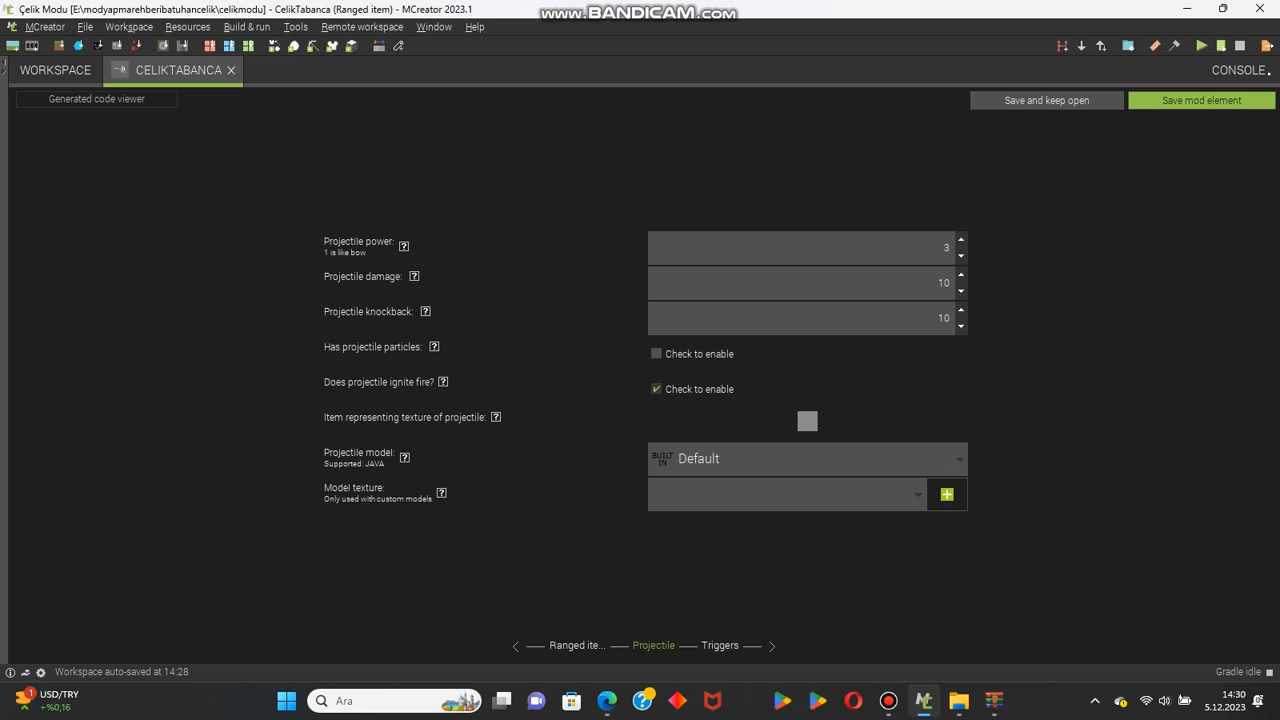 Çelik Modu [E:\modyapmarehberibatuhancelik\celikmodu] - CelikTabanca (Ranged item) - MCreator 2023.1
www.BANDICAM.com
MCreator File Workspace Resources Build & run Tools Remote workspace Window Help
WORKSPACE CELIKTABANCA CONSOLE
Generated code viewer Save and keep open Save mod element
Projectile power: 3
1 is like bow
Projectile damage: 10
Projectile knockback: 10
Has projectile particles: Check to enable
Does projectile ignite fire? Check to enable
Item representing texture of projectile:
Projectile model: BUILT IN Default
Supported: JAVA
Model texture:
Only used with custom models
Ranged ite... Projectile Triggers
Workspace auto-saved at 14:28 Gradle idle
1 USD/TRY Ara 14:30
+%0,16 5.12.2023